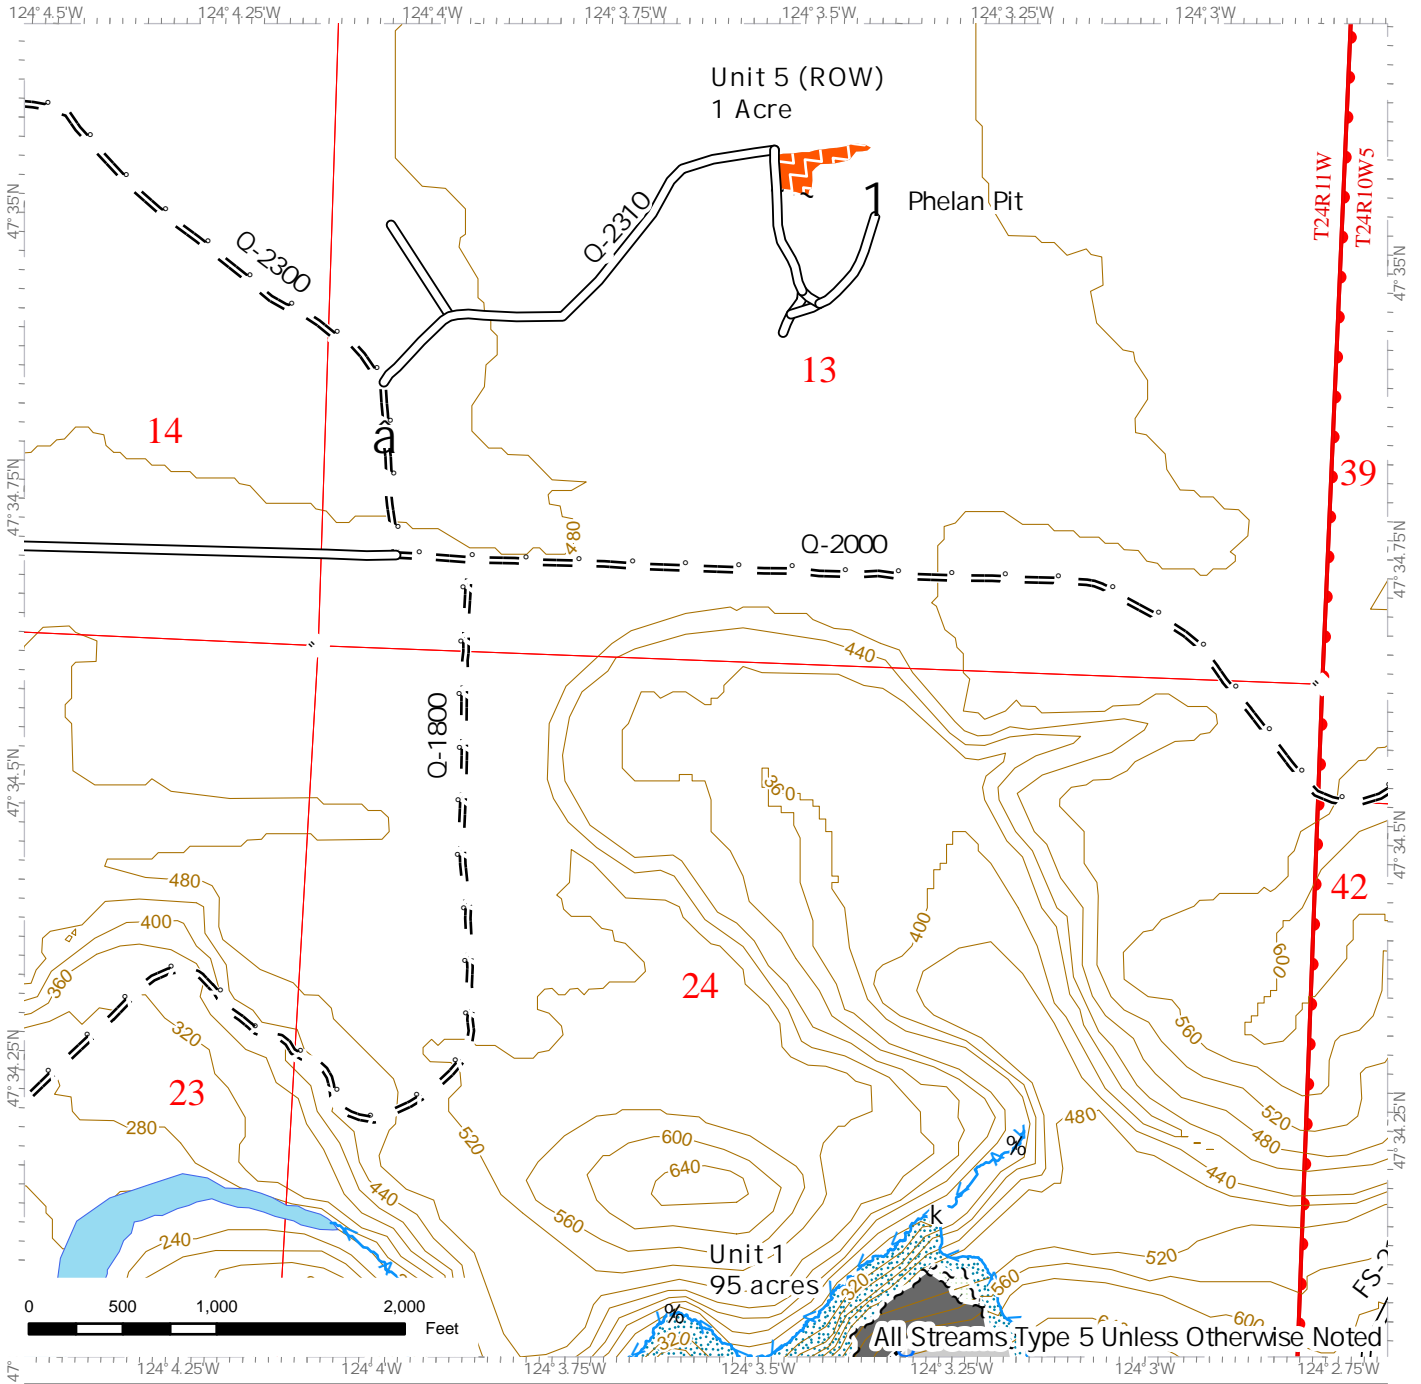 124° 4.5'W 124° 4.25'W 124° 4'W 124° 3.75'W 124° 3.5'W 124° 3.25'W 124° 3'W
Unit 5 (ROW)
1 Acre
T24R11W
T24R10W5
47° 35'N
1
Phelan Pit
Q-2310
Q-2300
47° 35'N
13
14
â
39
47° 34.75'N
480
Q-2000
47° 34.75'N
440
Q-1800
47° 34.5'N
360
47° 34.5'N
480
42
400
400
600
360
24
320
560
47° 34.25'N
23
520
480
47° 34.25'N
280
520
600
480
%
640
440
440
560
k
240
Unit 1
95 acres
520
320
560
FS-2
0 500 1,000 2,000
Feet
%
600
320
All Streams Type 5 Unless Otherwise Noted
47°
124° 4.25'W 124° 4'W 124° 3.75'W 124° 3.5'W 124° 3.25'W 124° 3'W 124° 2.75'W